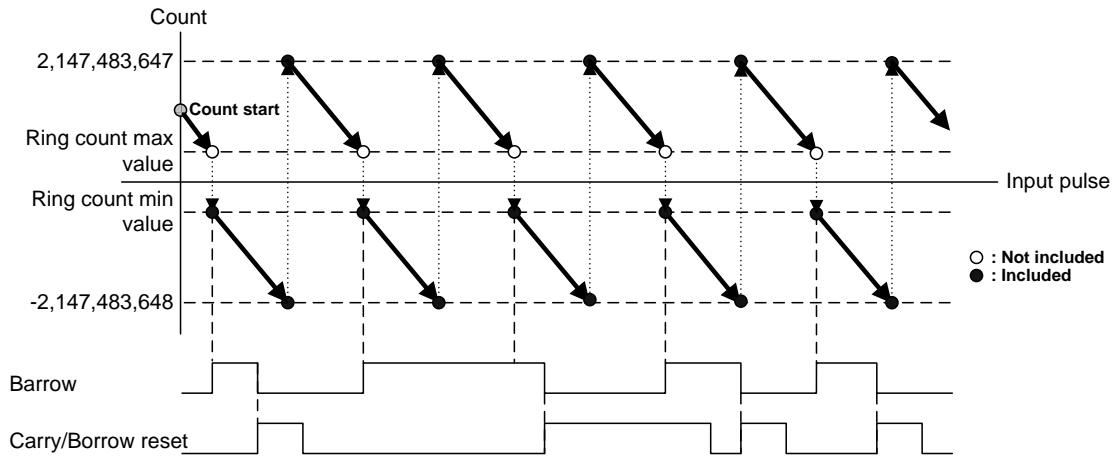 Count
2,147,483,647
Count start
Ring count max
value
Input pulse
Ring count min
value
: Not included
: Included
-2,147,483,648
Barrow
Carry/Borrow reset